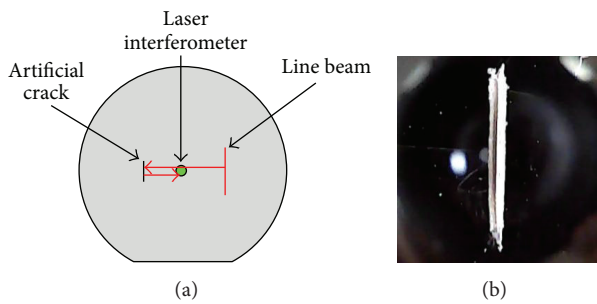 Laser
interferometer
Artificial
crack
Line beam
(a)
(b)